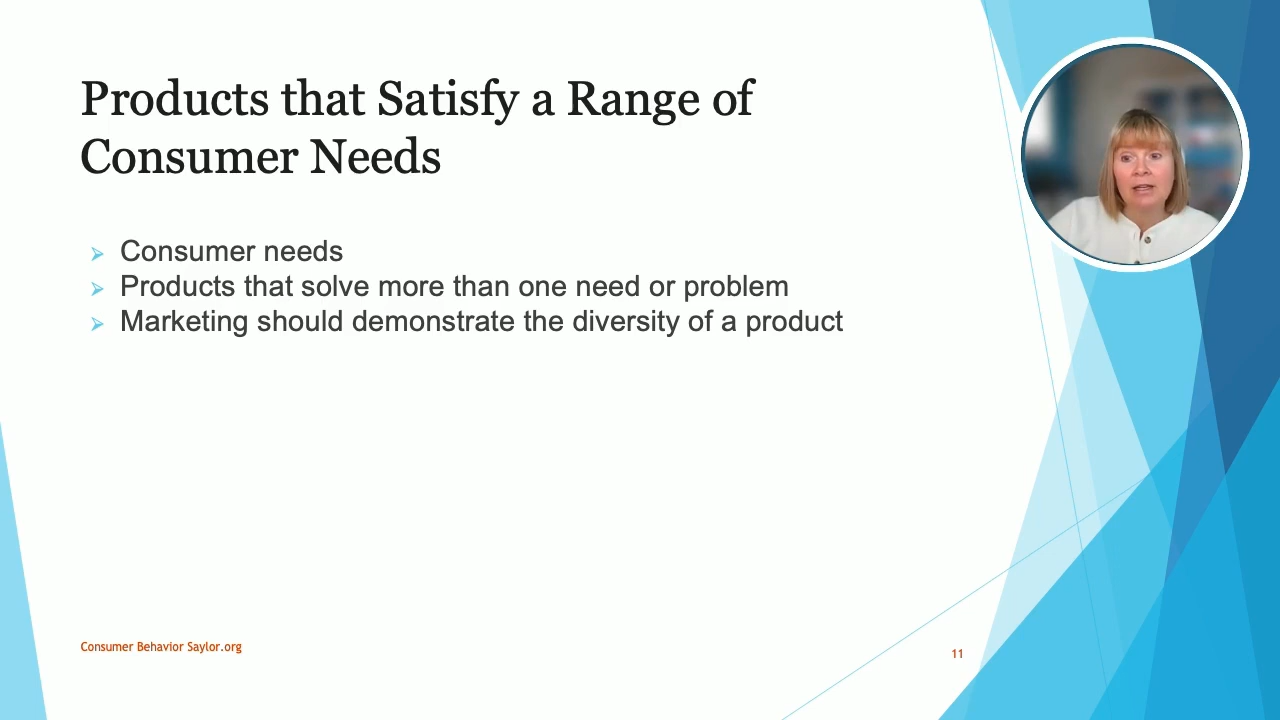 Products that Satisfy a Range of
Consumer Needs
Consumer needs
Products that solve more than one need or problem
Marketing should demonstrate the diversity of a product
Consumer Behavior Saylor.org
11